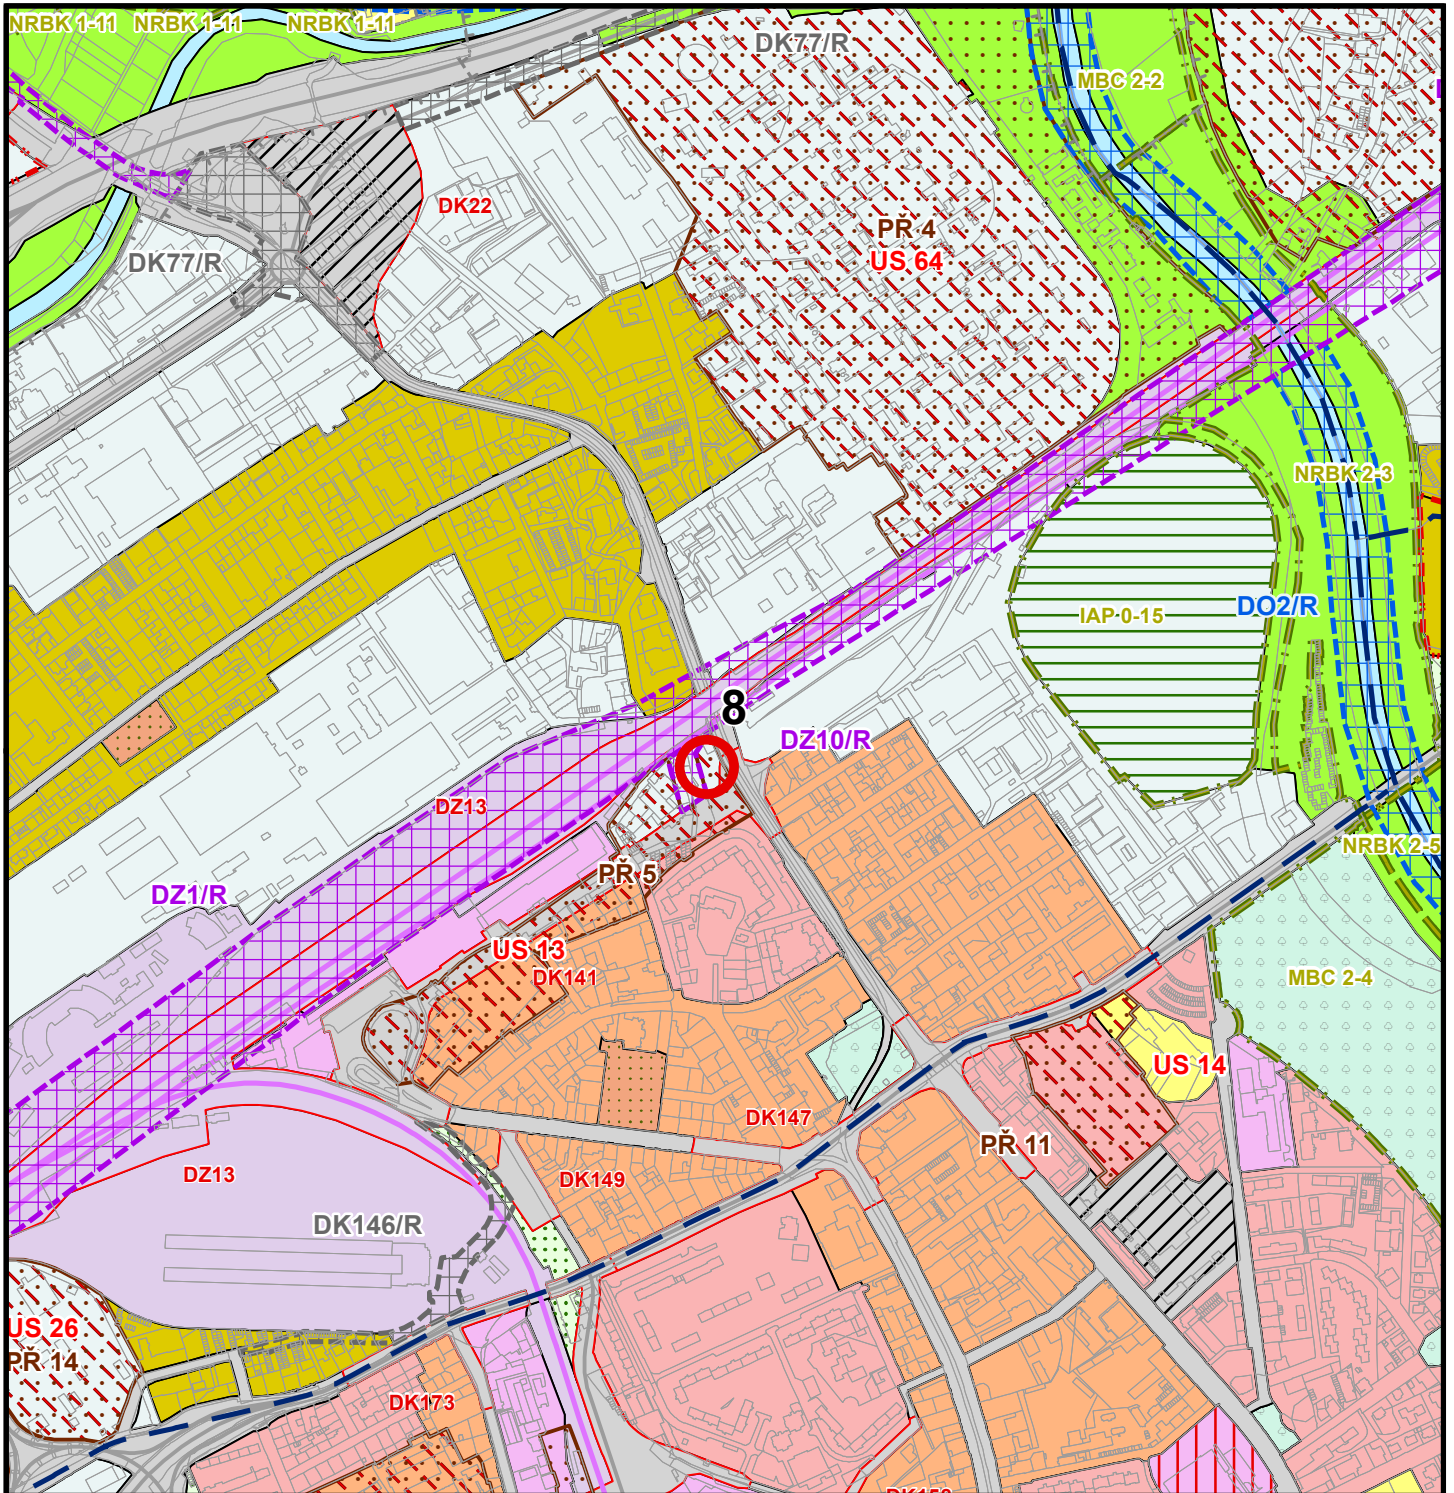 NRBK 1-11 NRBK 1-11 NRBK 1-11
DK77/R
MBC 2-2
DK22
PŘ 4
US 64
DK77/R
NRBK 2-3
IAP 0-15
DO2/R
8
DZ10/R
DZ13
NRBK 2-5
PŘ 5
DZ1/R
US 13
DK141
MBC 2-4
US 14
DK147
PŘ 11
DZ13
DK149
DK146/R
US 26
PŘ 14
DK173